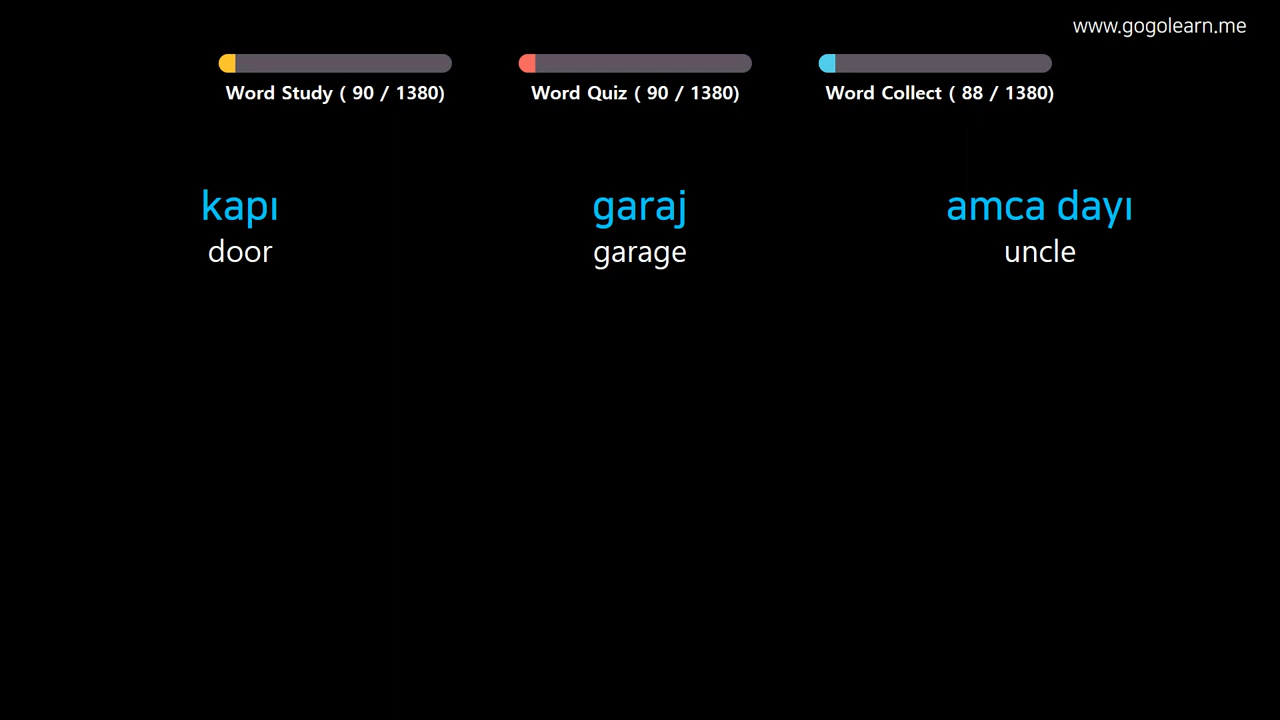 www.gogolearn.me
Word Study ( 90 / 1380)
Word Quiz ( 90 / 1380)
Word Collect ( 88 / 1380)
kapı
door
garaj
garage
amca dayı
uncle